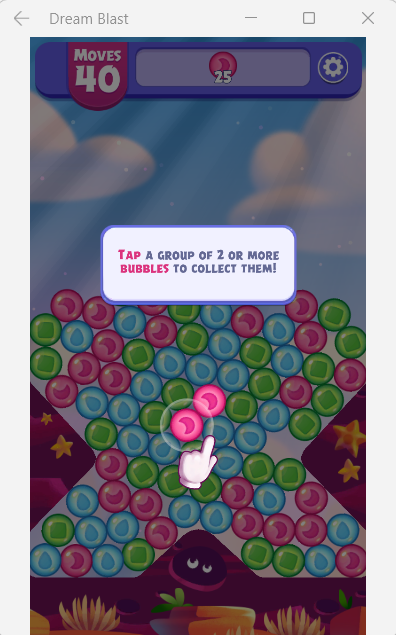 Dream Blast
MOVES
40
25
TAP A GROUP OF 2 OR MORE
BUBBLES TO COLLECT THEM!